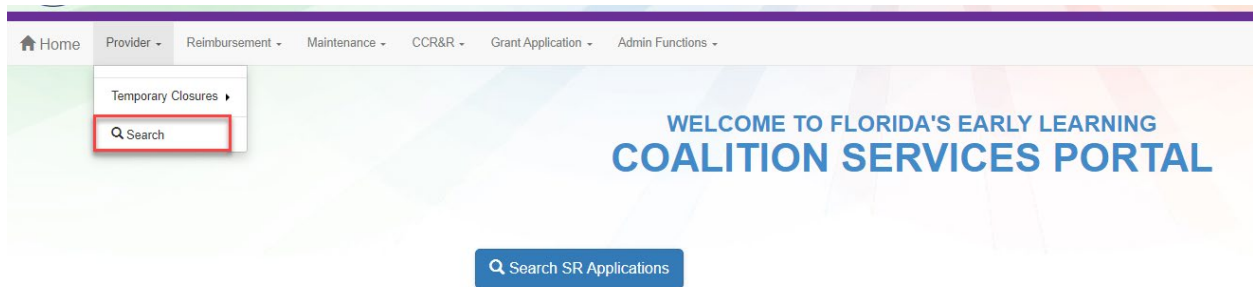 Home Provider Reimbursement Maintenance CCR&R Grant Application Admin Functions
Temporary Closures
Search
WELCOME TO FLORIDA'S EARLY LEARNING
COALITION SERVICES PORTAL
Search SR Applications